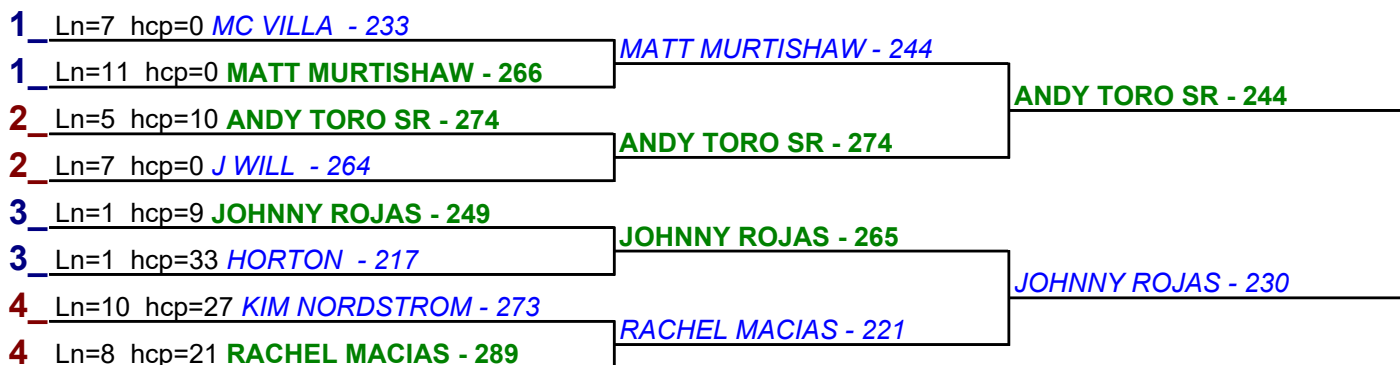 1_ Ln=7 hcp=0 MC VILLA - 233
MATT MURTISHAW - 244
1_ Ln=11 hcp=0 MATT MURTISHAW - 266
ANDY TORO SR - 244
2_ Ln=5 hcp=10 ANDY TORO SR - 274
ANDY TORO SR - 274
2_ Ln=7 hcp=0 J WILL - 264
3_ Ln=1 hcp=9 JOHNNY ROJAS - 249
JOHNNY ROJAS - 265
3_ Ln=1 hcp=33 HORTON - 217
JOHNNY ROJAS - 230
4_ Ln=10 hcp=27 KIM NORDSTROM - 273
RACHEL MACIAS - 221
4 Ln=8 hcp=21 RACHEL MACIAS - 289